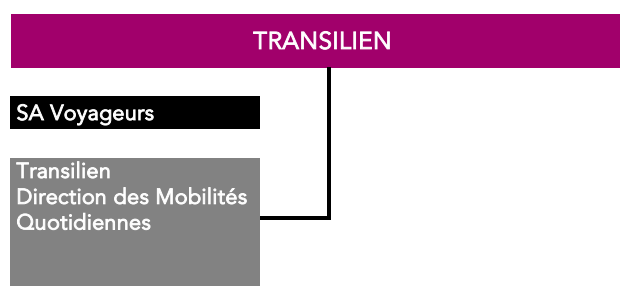 TRANSILIEN
SA Voyageurs
Transilien
Direction des Mobilités
Quotidiennes